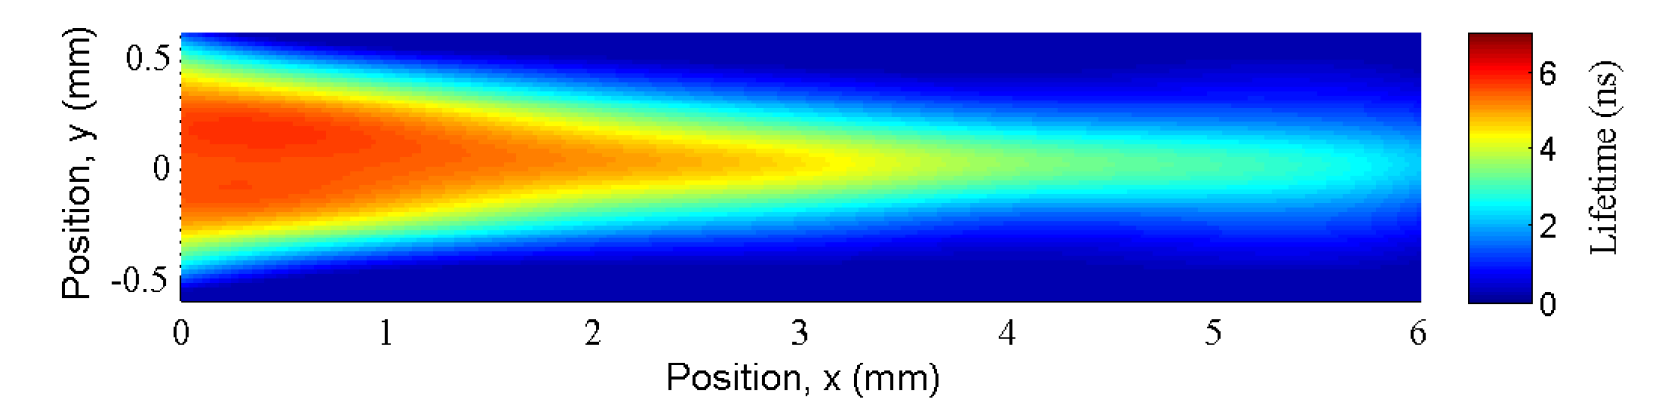 Position, y (mm)
0.5
0
-0.5
0 1 2 3 4 5 6
Position, x (mm)
6
4
2
0
Lifetime (ns)